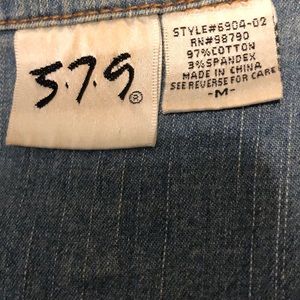 5.7.9 ®
STYLE#6904-02
RN#98790
97%COTTON
3%SPANDEX
MADE IN CHINA
SEE REVERSE FOR CARE
-M-